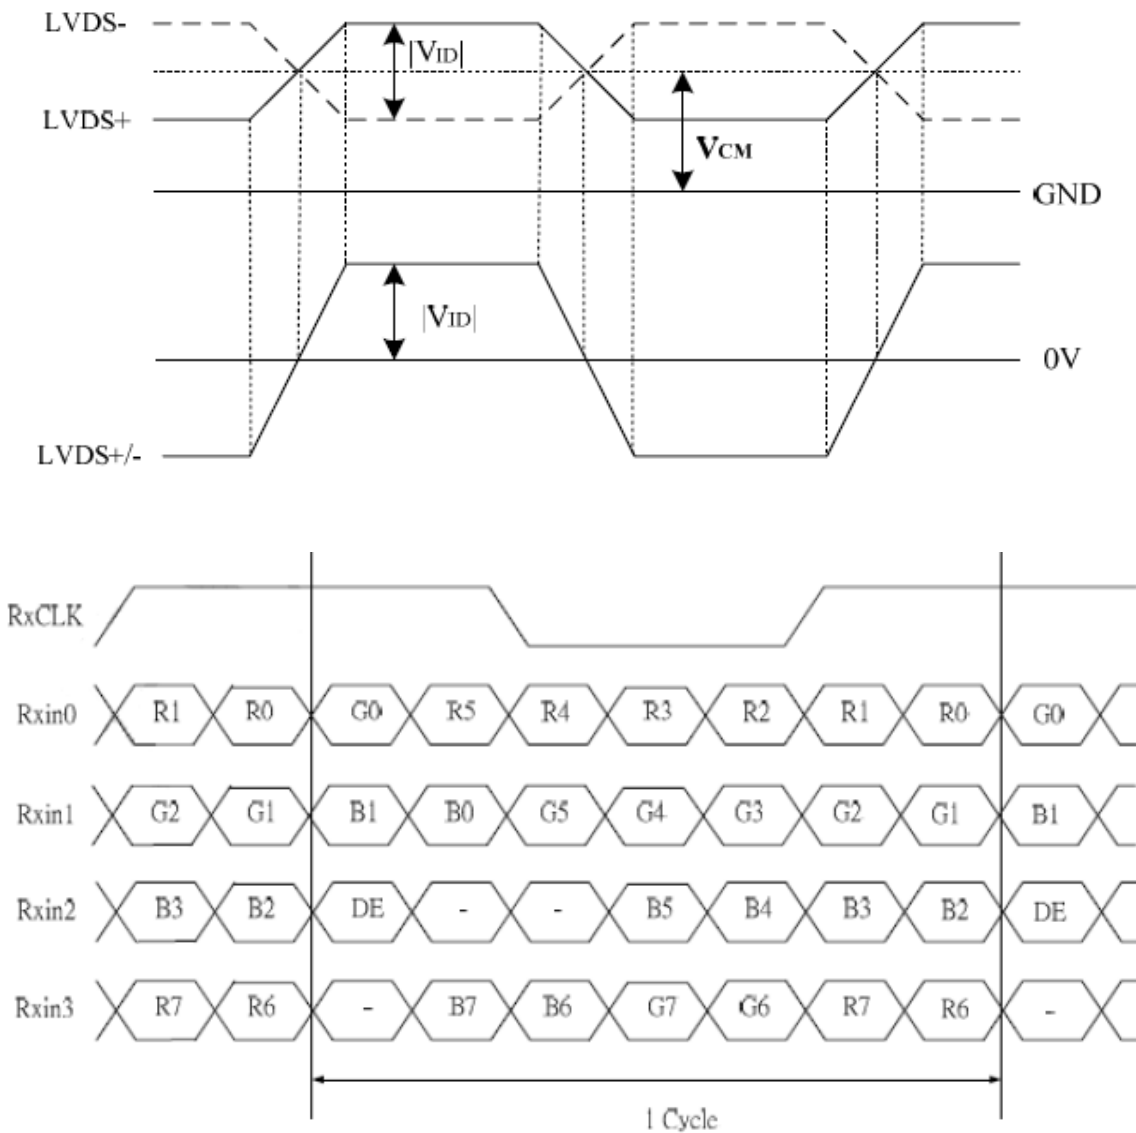 LVDS-
|VID|
LVDS+
VCM
GND
|VID|
0V
LVDS+/-
RxCLK
Rxin0 R1 R0 G0 R5 R4 R3 R2 R1 R0 G0
Rxin1 G2 G1 B1 B0 G5 G4 G3 G2 G1 B1
Rxin2 B3 B2 DE - - B5 B4 B3 B2 DE
Rxin3 R7 R6 - B7 B6 G7 G6 R7 R6 -
1 Cycle